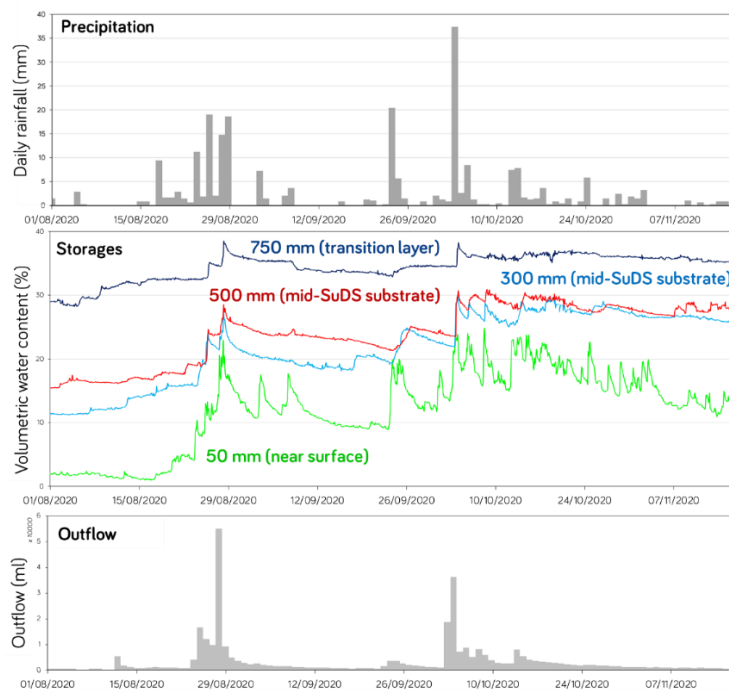 Precipitation
Daily rainfall (mm)
40
35
30
25
20
15
10
5
0
01/08/2020 15/08/2020 29/08/2020 12/09/2020 26/09/2020 10/10/2020 24/10/2020 07/11/2020
Storages
Volumetric water content (%)
40
30
20
10
0
750 mm (transition layer)
300 mm (mid-SuDS substrate)
500 mm (mid-SuDS substrate)
50 mm (near surface)
01/08/2020 15/08/2020 29/08/2020 12/09/2020 26/09/2020 10/10/2020 24/10/2020 07/11/2020
Outflow
Outflow (ml)
x 10000
6
5
4
3
2
1
0
01/08/2020 15/08/2020 29/08/2020 12/09/2020 26/09/2020 10/10/2020 24/10/2020 07/11/2020